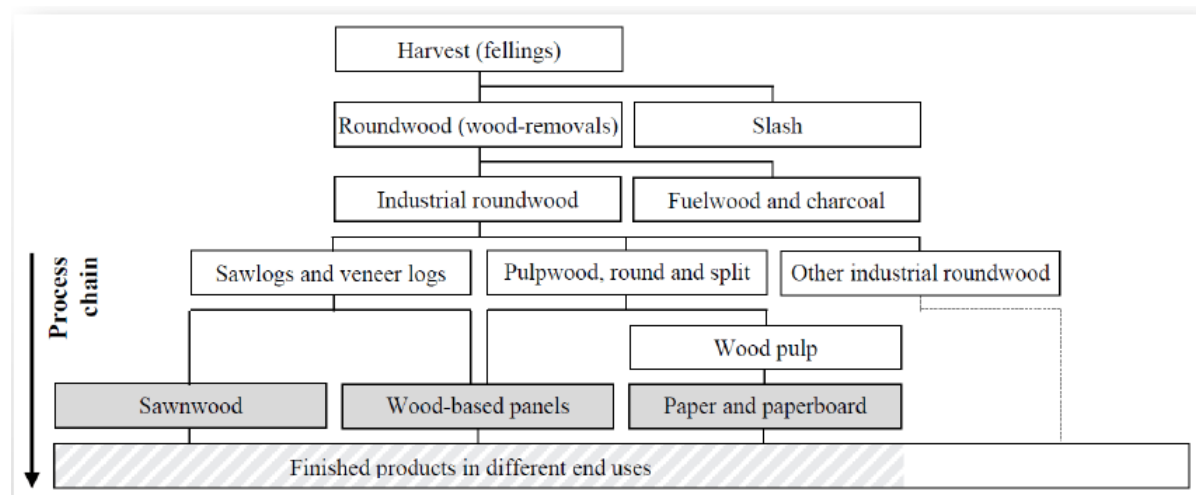 Harvest (fellings)
Roundwood (wood-removals)
Slash
Industrial roundwood
Fuelwood and charcoal
Process
chain
Sawlogs and veneer logs
Pulpwood, round and split
Other industrial roundwood
Wood pulp
Sawnwood
Wood-based panels
Paper and paperboard
Finished products in different end uses